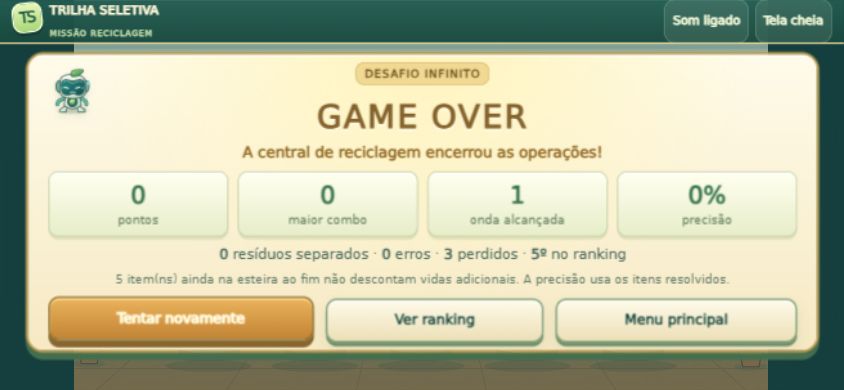 TS
TRILHA SELETIVA
MISSÃO RECICLAGEM
Som ligado
Tela cheia
DESAFIO INFINITO
GAME OVER
A central de reciclagem encerrou as operações!
0
pontos
0
maior combo
1
onda alcançada
0%
precisão
0 resíduos separados · 0 erros · 3 perdidos · 5º no ranking
5 item(ns) ainda na esteira ao fim não descontam vidas adicionais. A precisão usa os itens resolvidos.
Tentar novamente
Ver ranking
Menu principal